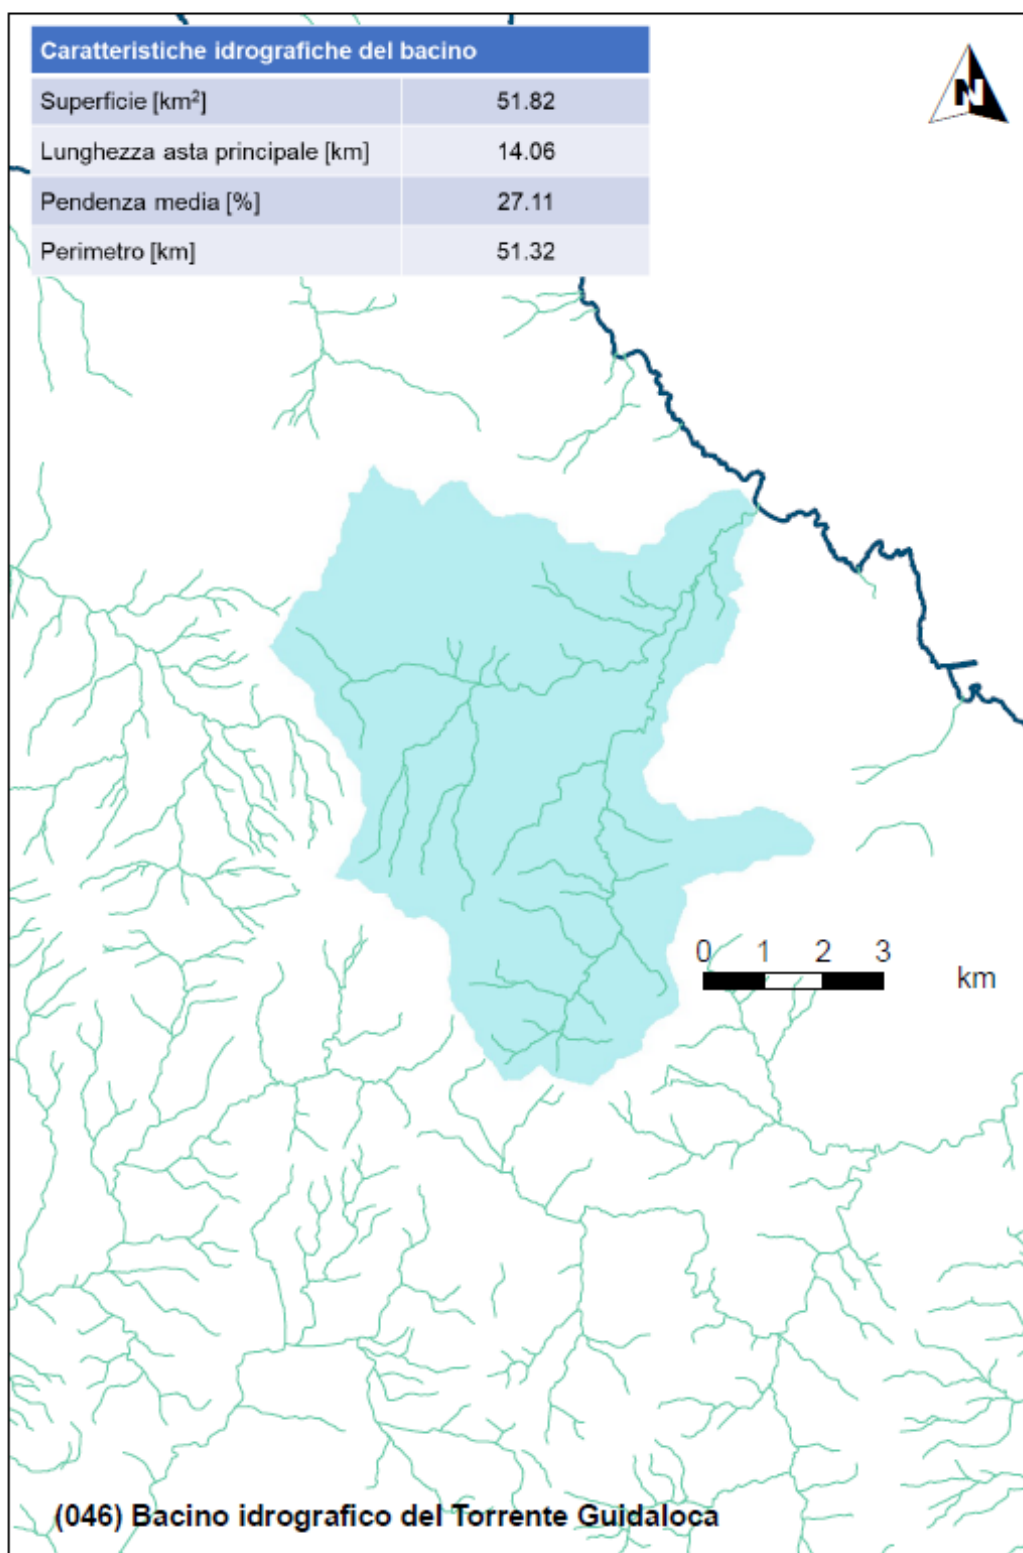 Caratteristiche idrografiche del bacino
Superficie [km²] 51.82
Lunghezza asta principale [km] 14.06
Pendenza media [%] 27.11
Perimetro [km] 51.32
N
0 1 2 3
km
(046) Bacino idrografico del Torrente Guidaloca